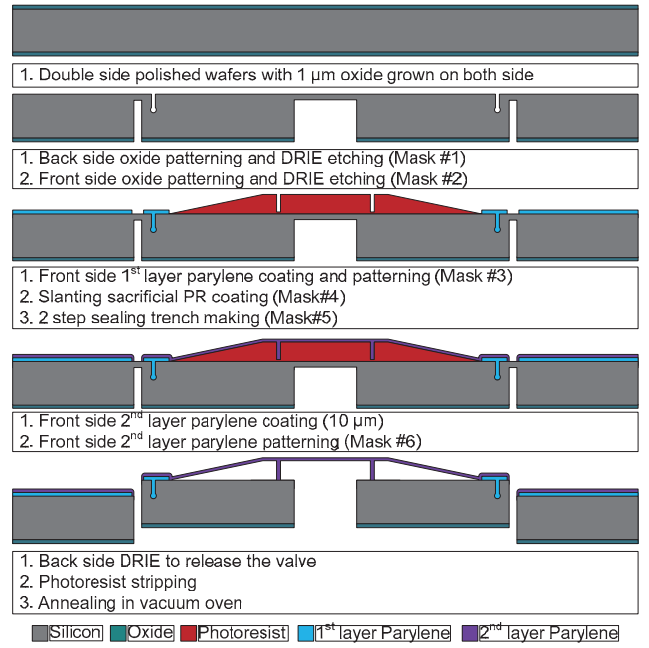 1. Double side polished wafers with 1 μm oxide grown on both side
1. Back side oxide patterning and DRIE etching (Mask #1)
2. Front side oxide patterning and DRIE etching (Mask #2)
1. Front side 1st layer parylene coating and patterning (Mask #3)
2. Slanting sacrificial PR coating (Mask#4)
3. 2 step sealing trench making (Mask#5)
1. Front side 2nd layer parylene coating (10 μm)
2. Front side 2nd layer parylene patterning (Mask #6)
1. Back side DRIE to release the valve
2. Photoresist stripping
3. Annealing in vacuum oven
Silicon Oxide Photoresist 1st layer Parylene 2nd layer Parylene